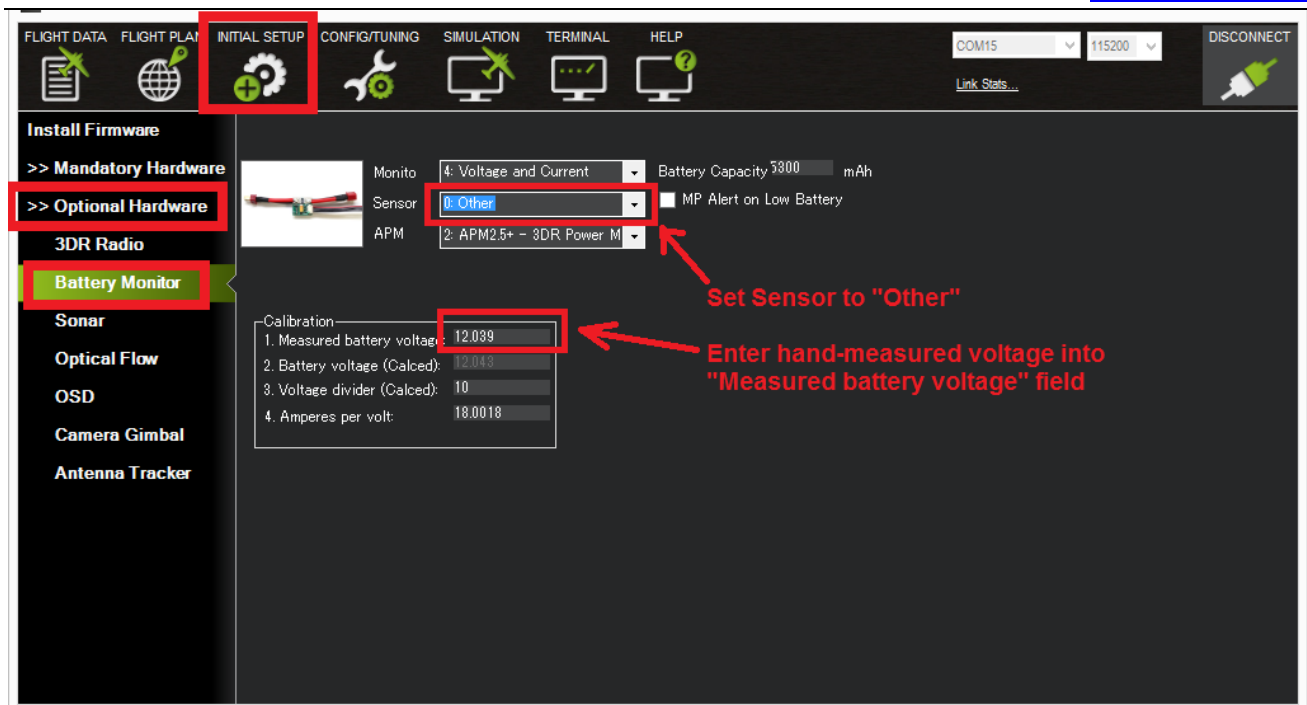 FLIGHT DATA FLIGHT PLAN INITIAL SETUP CONFIG/TUNING SIMULATION TERMINAL HELP
COM15 115200 DISCONNECT
Link Stats...
Install Firmware
>> Mandatory Hardware
>> Optional Hardware
3DR Radio
Battery Monitor
Sonar
Optical Flow
OSD
Camera Gimbal
Antenna Tracker
Monito 4: Voltage and Current Battery Capacity 5300 mAh
Sensor 0: Other MP Alert on Low Battery
APM 2: APM2.5+ - 3DR Power M
Set Sensor to "Other"
Calibration
1. Measured battery voltage: 12.039
2. Battery voltage (Calced): 12.043
3. Voltage divider (Calced): 10
4. Amperes per volt: 18.0018
Enter hand-measured voltage into
"Measured battery voltage" field